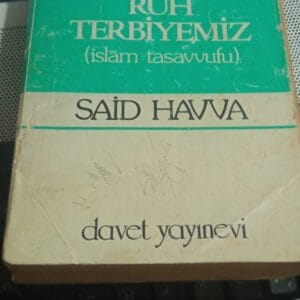 RUH
TERBİYEMİZ
(islâm tasavvufu)
SAİD HAVVA
davet yayınevi